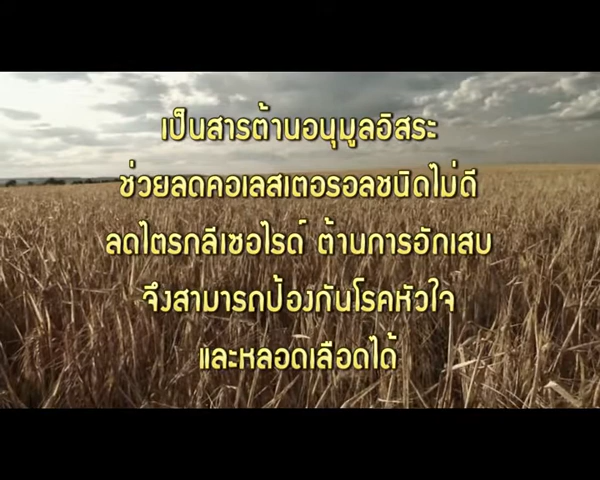 เป็นสารต้านอนุมูลอิสระ
ช่วยลดคอเลสเตอรอลชนิดไม่ดี
ลดไตรกลีเซอไรด์ ต้านการอักเสบ
จึงสามารถป้องกันโรคหัวใจ
และหลอดเลือดได้